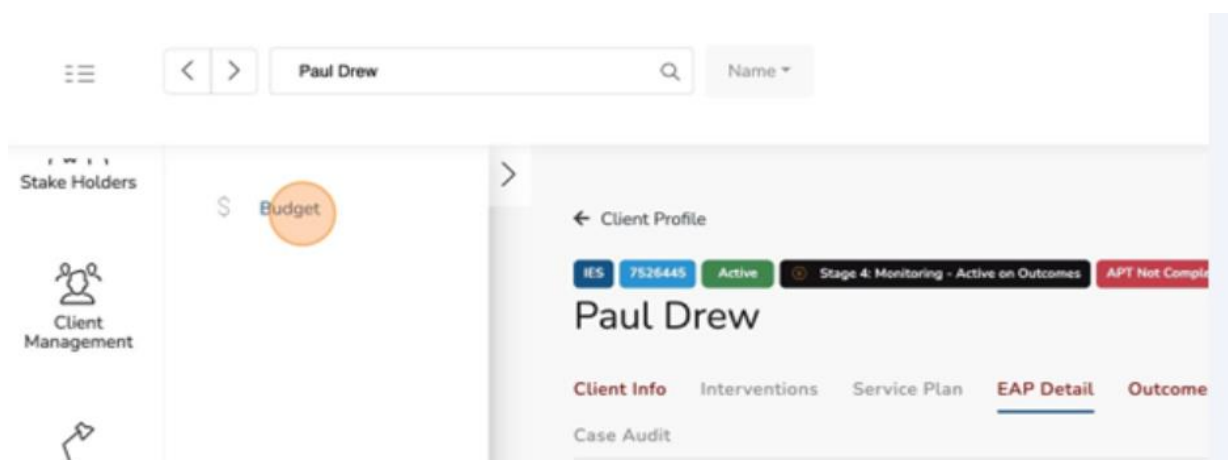 Paul Drew
Name
Stake Holders
$ Budget
Client
Management
← Client Profile
IES 7526445 Active Stage 4: Monitoring - Active on Outcomes APT Not Comple
Paul Drew
Client Info Interventions Service Plan EAP Detail Outcome
Case Audit